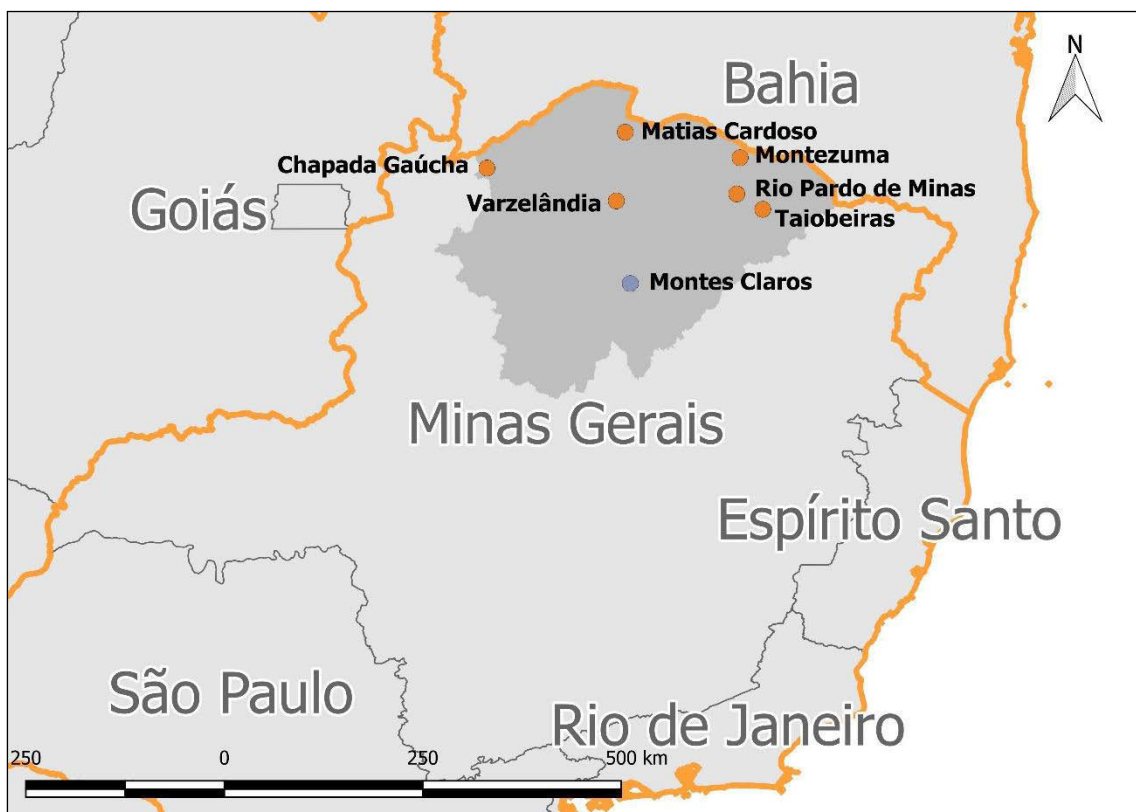 N
Bahia
Matias Cardoso
Montezuma
Chapada Gaúcha
Rio Pardo de Minas
Goiás
Varzelândia
Taiobeiras
Montes Claros
Minas Gerais
Espírito Santo
São Paulo
Rio de Janeiro
250 0 250 500 km